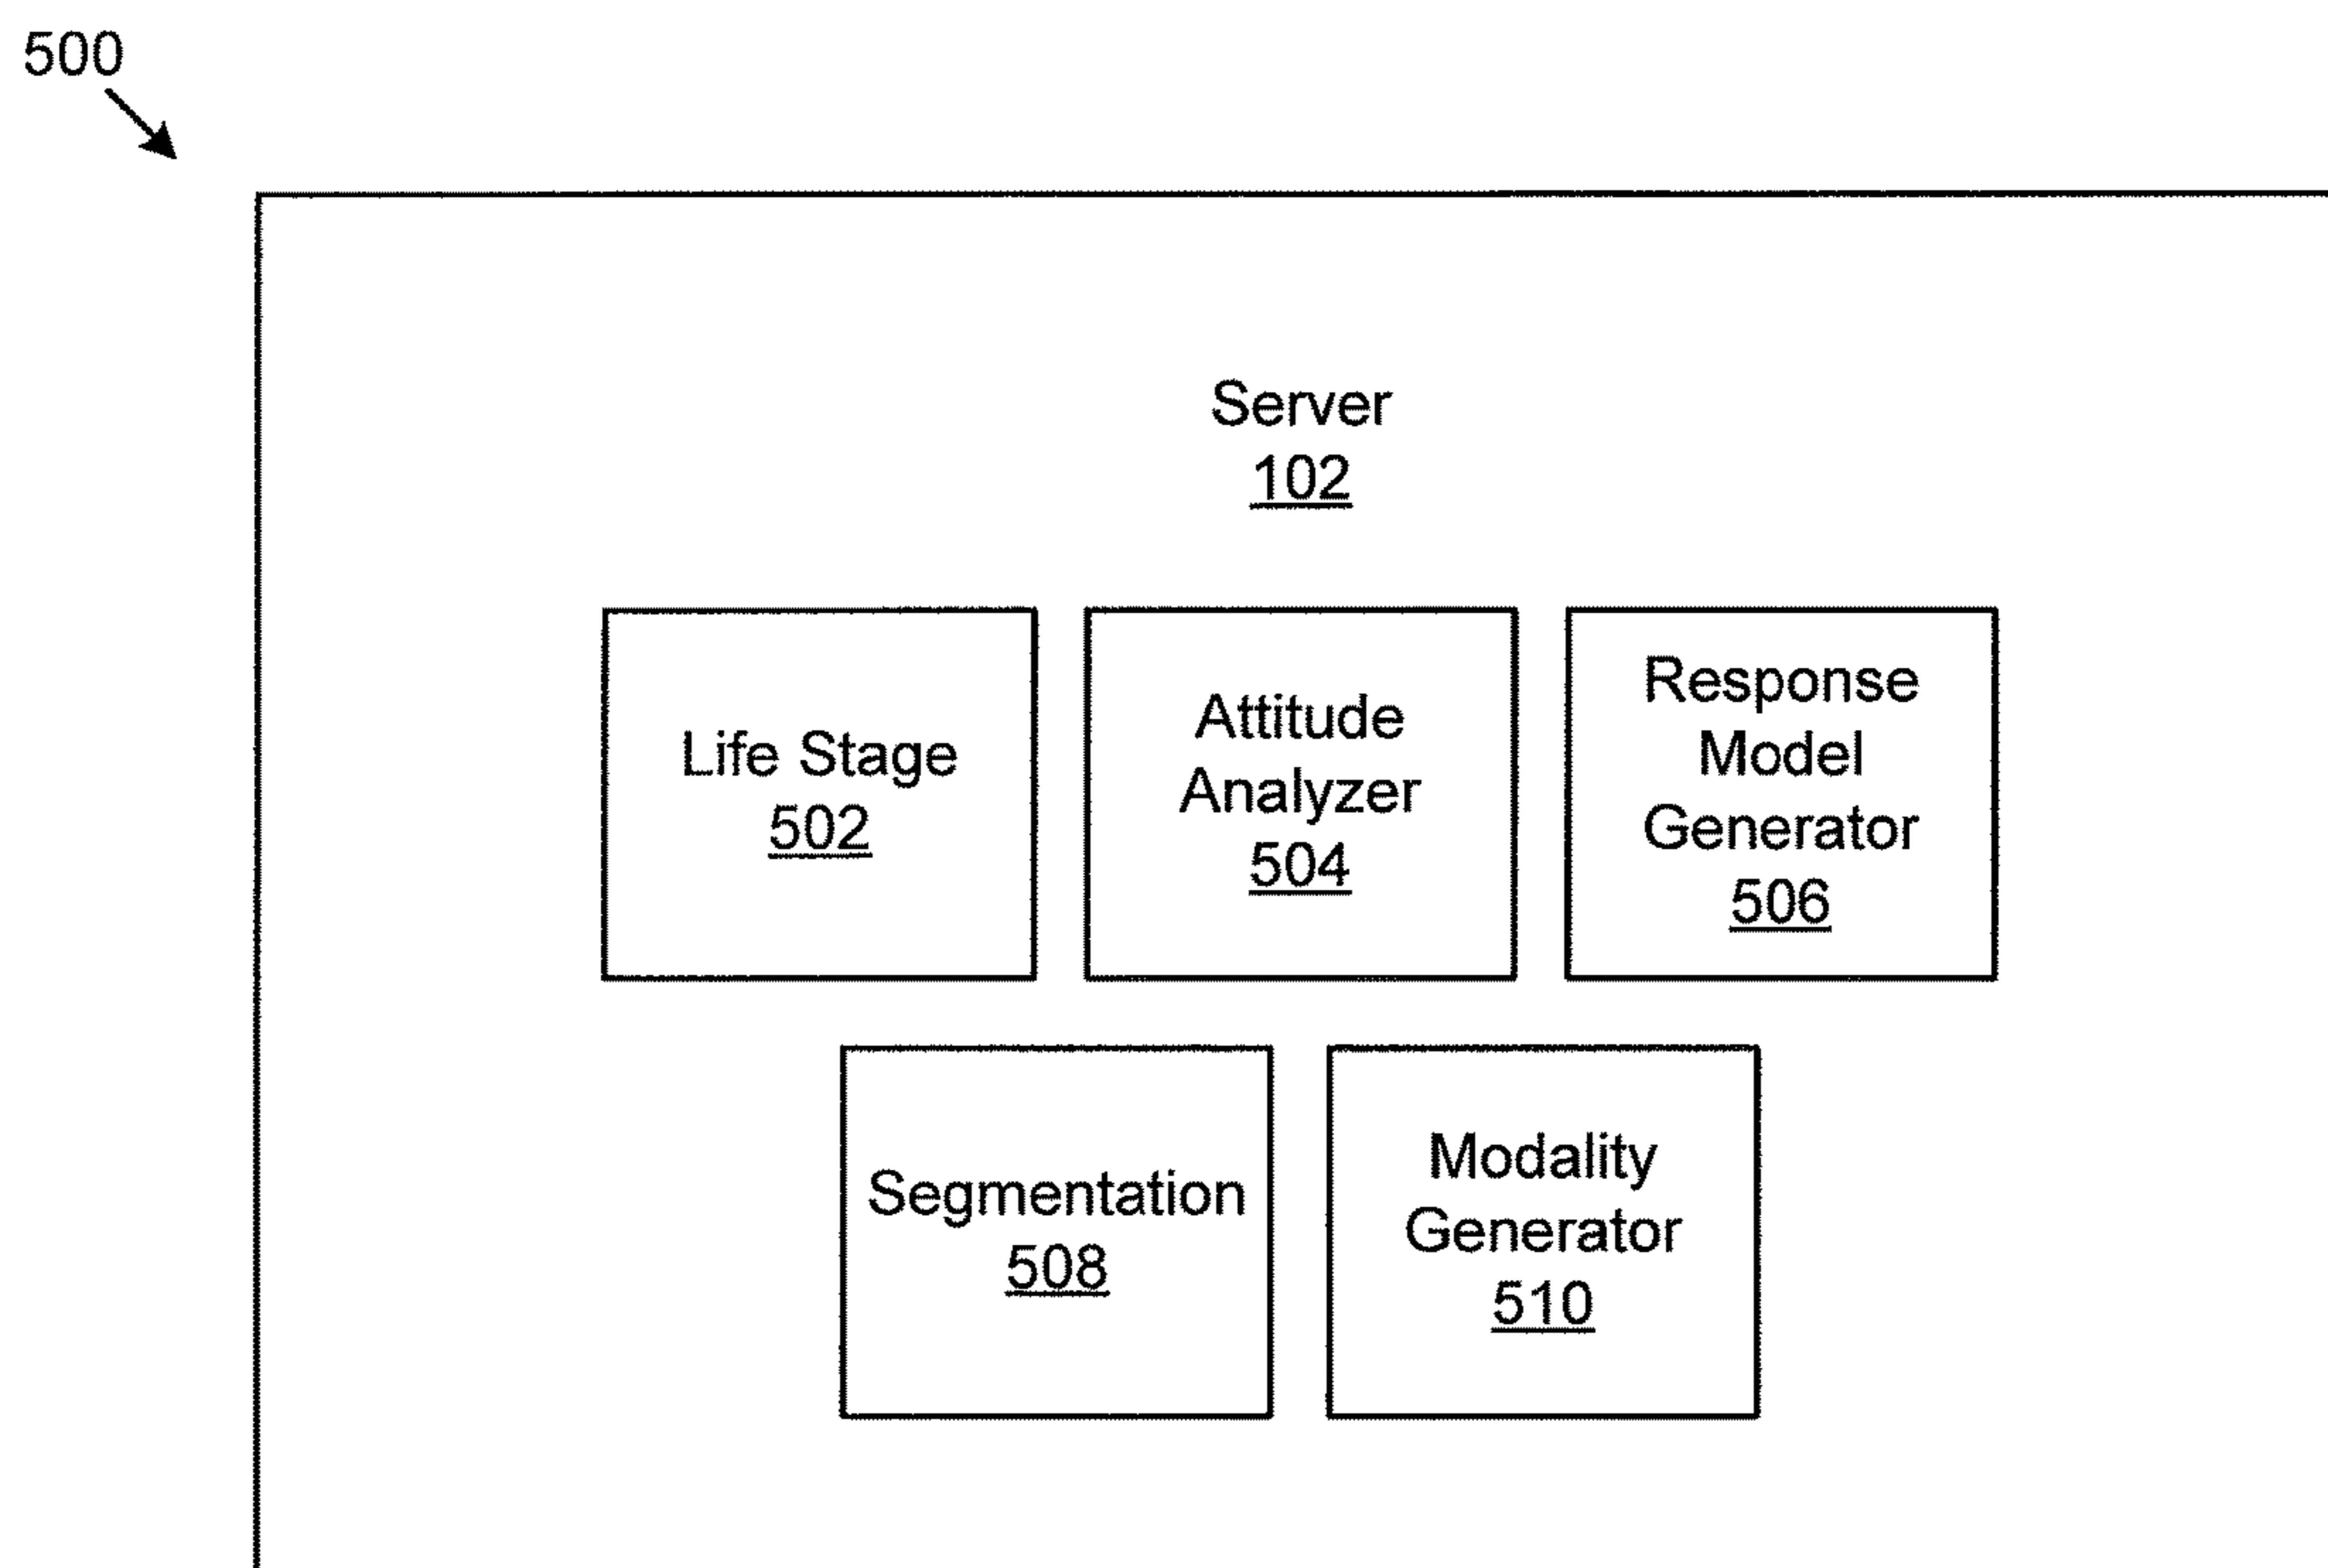 500
Server
102
Life Stage
502
Attitude
Analyzer
504
Response
Model
Generator
506
Segmentation
508
Modality
Generator
510